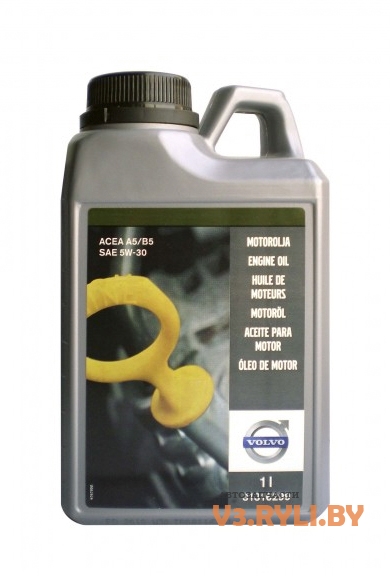 ACEA A5/B5
SAE 5W-30
MOTOROLJA
ENGINE OIL
HUILE DE
MOTEURS
MOTORÖL
ACEITE PARA
MOTOR
ÓLEO DE MOTOR
VOLVO
1 l
V3.RYLI.BY